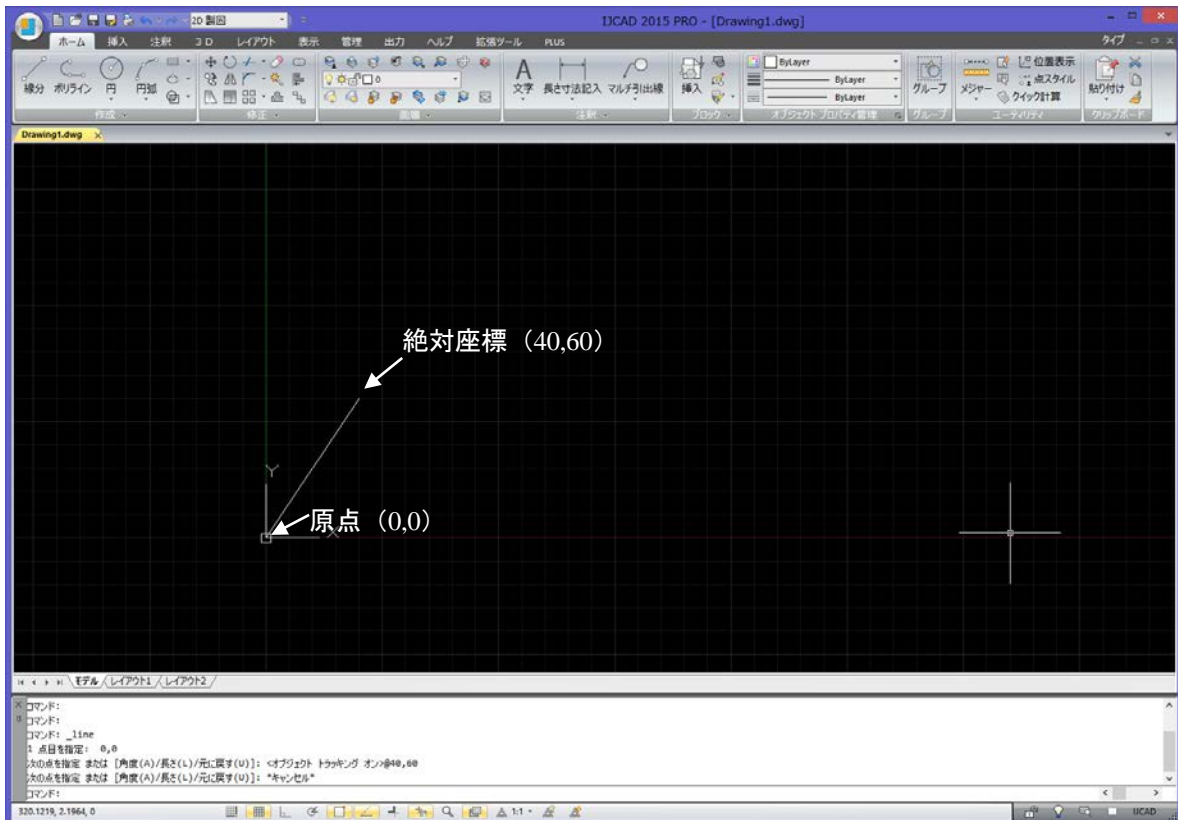 2D 製図
IJCAD 2015 PRO - [Drawing1.dwg]
ホーム 挿入 注釈 3D レイアウト 表示 管理 出力 ヘルプ 拡張ツール PLUS タイプ
線分 ポリライン 円 円弧
0
文字 長さ寸法記入 マルチ引出線
挿入
ByLayer
ByLayer
ByLayer
グループ
メジャー
位置表示
点スタイル
クイック計算
貼り付け
作成 修正 画層 注釈 ブロック オブジェクト プロパティ管理 グループ ユーティリティ クリップボード
Drawing1.dwg
絶対座標（40,60）
Y
原点（0,0）
X
モデル レイアウト1 レイアウト2
コマンド:
コマンド:
コマンド: _line
1 点目を指定: 0,0
次の点を指定 または [角度(A)/長さ(L)/元に戻す(U)]: <オブジェクト トラッキング オン>@40,60
次の点を指定 または [角度(A)/長さ(L)/元に戻す(U)]: *キャンセル*
コマンド:
320.1219, 2.1964, 0
1:1
IJCAD